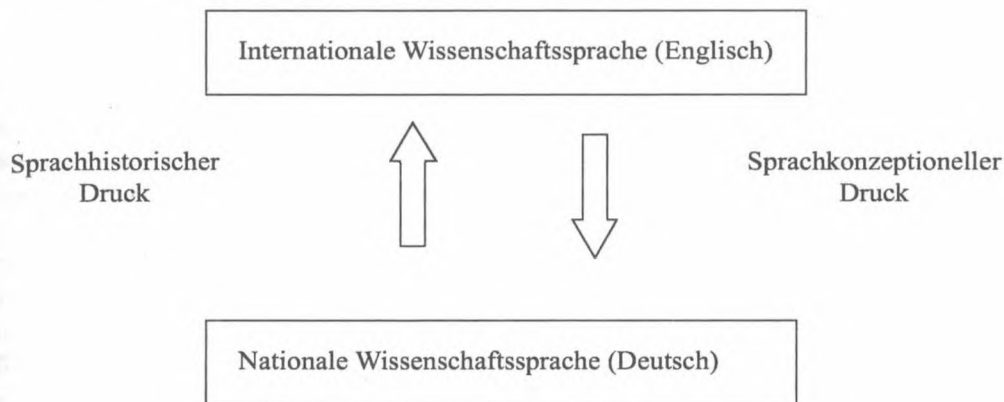 Internationale Wissenschaftssprache (Englisch)
Sprachhistorischer
Druck
Sprachkonzeptioneller
Druck
Nationale Wissenschaftssprache (Deutsch)